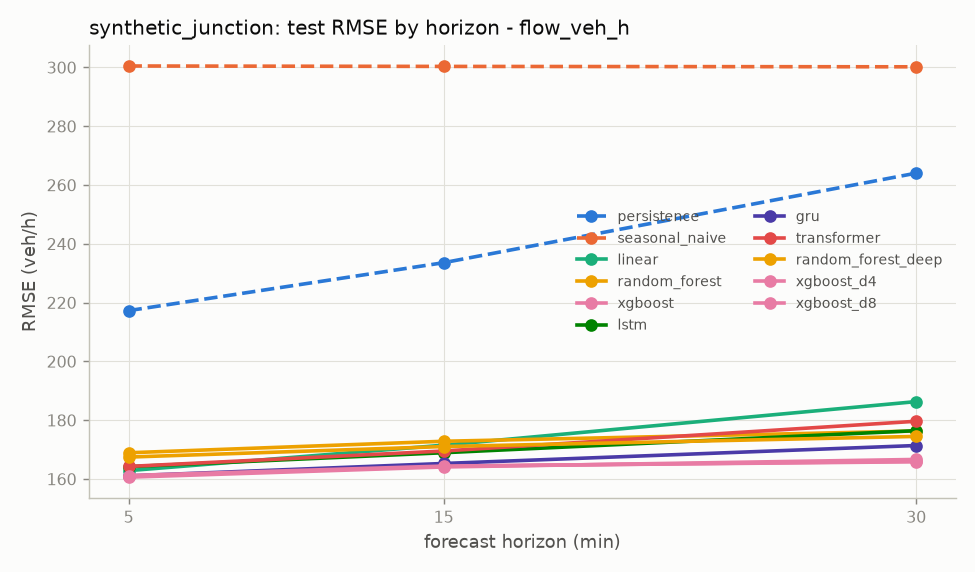 synthetic_junction: test RMSE by horizon - flow_veh_h
RMSE (veh/h)
300
280
260
240
220
200
180
160
persistence
seasonal_naive
linear
random_forest
xgboost
lstm
gru
transformer
random_forest_deep
xgboost_d4
xgboost_d8
5 15 30
forecast horizon (min)